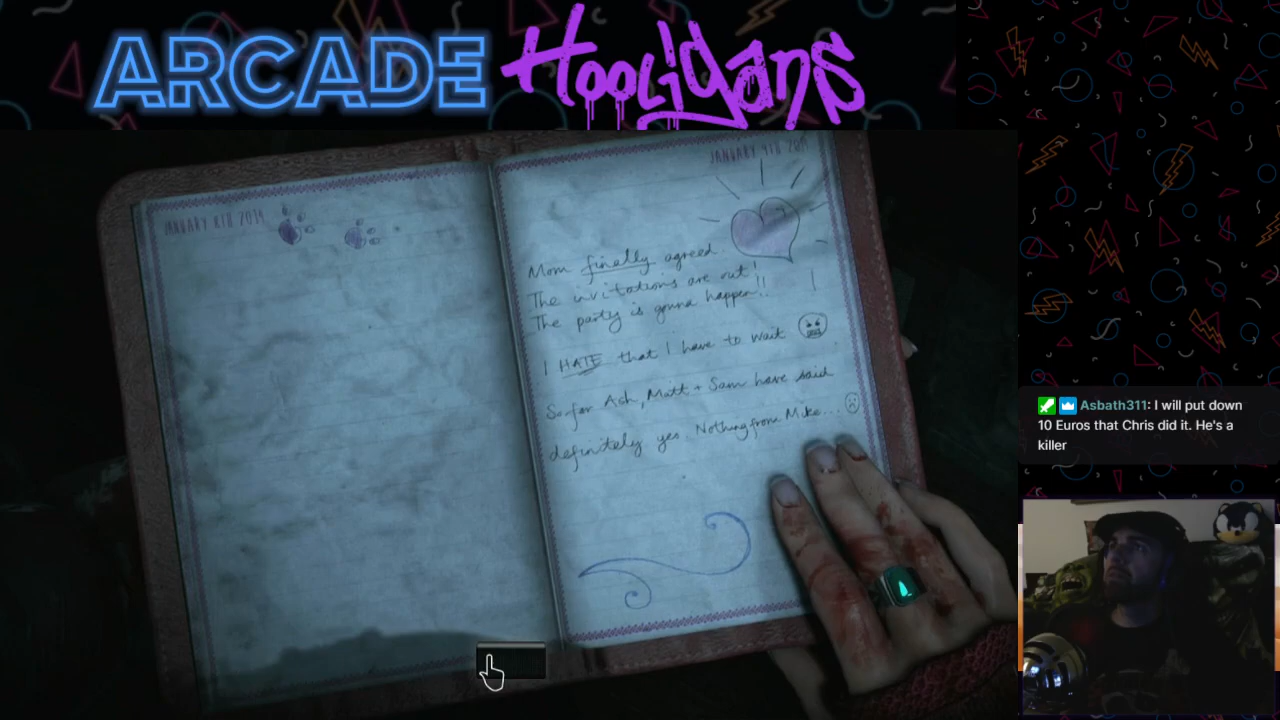 ARCADE Hooligans
JANUARY 8TH 2014
JANUARY 9TH 2014
Mom finally agreed.
The invitations are out!
The party is gonna happen!!
I HATE that I have to wait
So far Ash, Matt + Sam have said
definitely yes. Nothing from Mike...
Asbath311: I will put down
10 Euros that Chris did it. He's a
killer